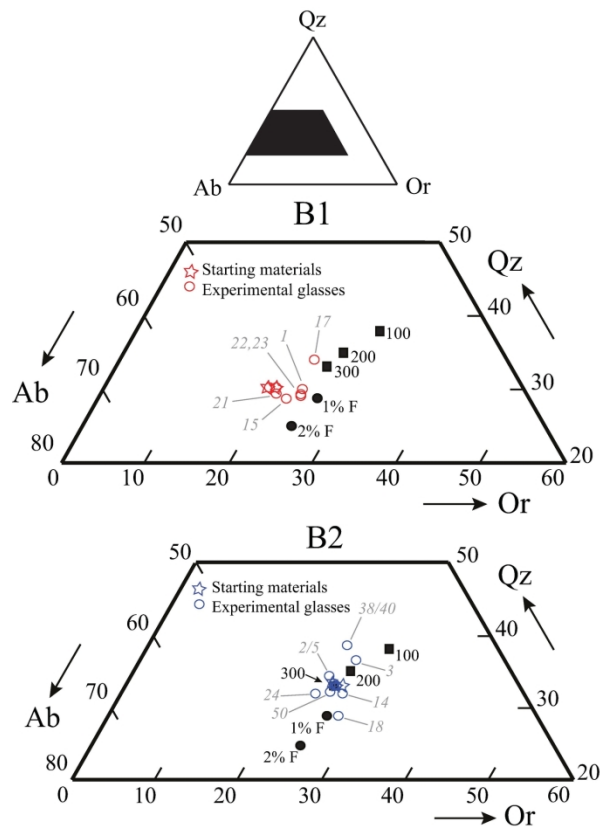 Qz
Ab Or
B1
50 50
Starting materials
Experimental glasses
Qz
60 40
1 17
22,23
100
200
300
70 30
Ab
21
15
1% F
2% F
80 20
0 10 20 30 40 50 60
Or
B2
50 50
Starting materials
Experimental glasses
Qz
38/40
60 40
2/5
3
100
200
300
24
50
14
70 30
Ab
1% F
18
2% F
80 20
0 10 20 30 40 50 60
Or